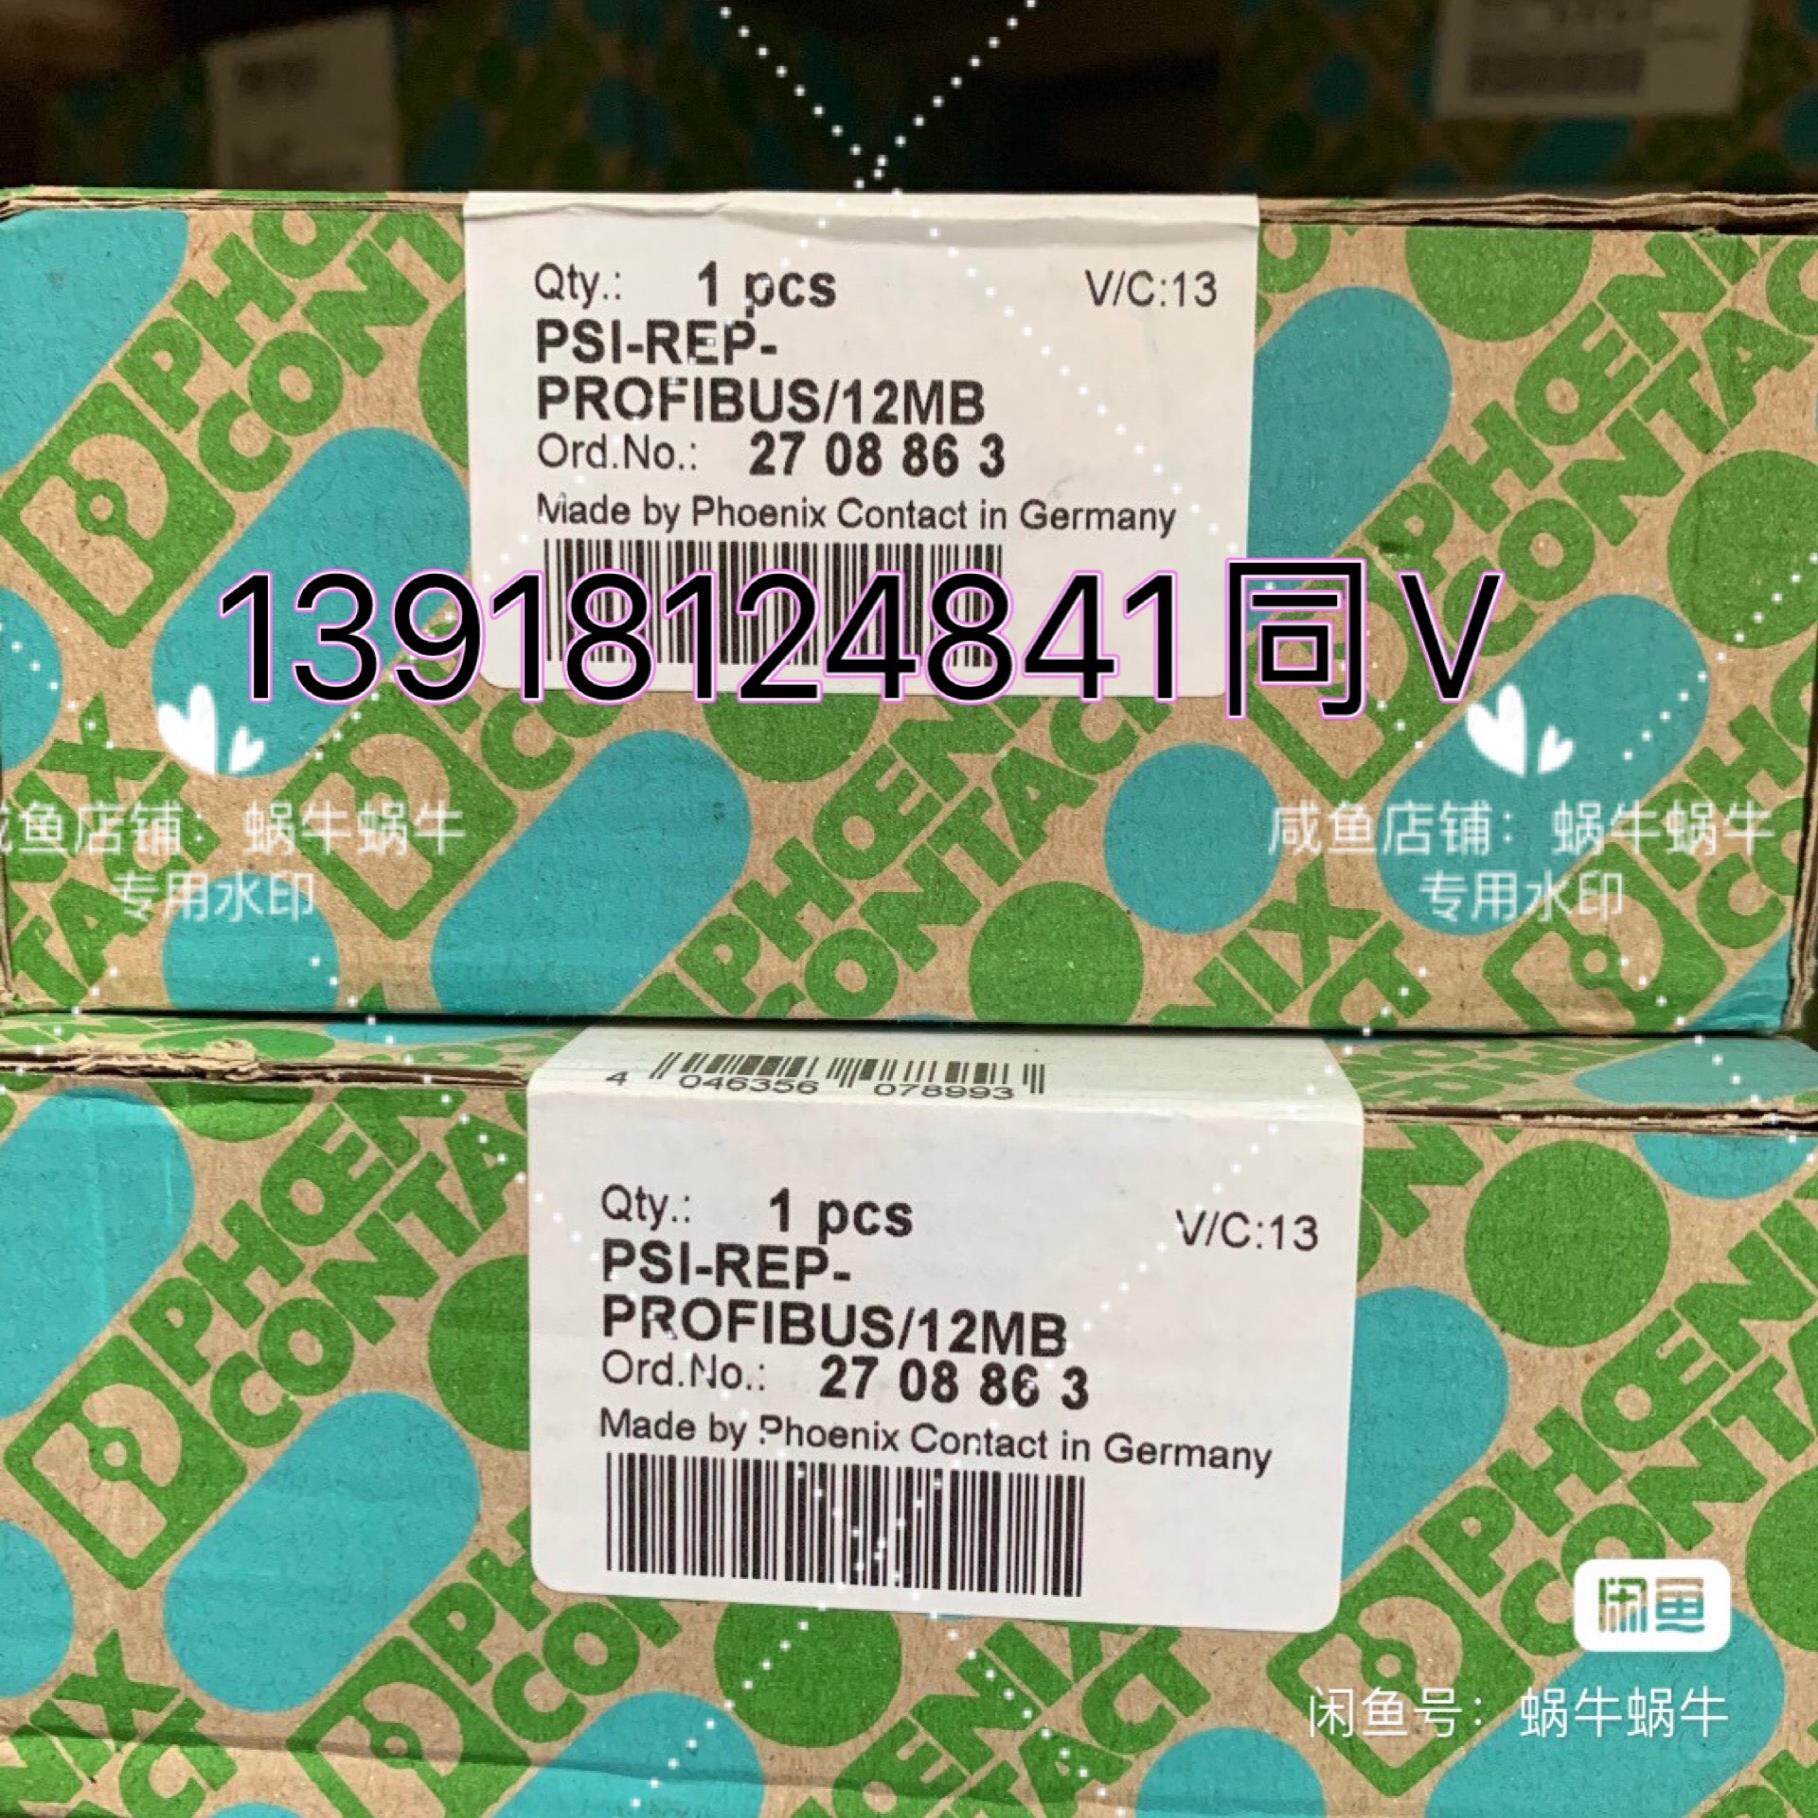 Qty.: 1 pcs V/C:13
PSI-REP-
PROFIBUS/12MB
Ord.No.: 27 08 86 3
Made by Phoenix Contact in Germany
13918124841同V
咸鱼店铺：蜗牛蜗牛
专用水印
咸鱼店铺：蜗牛蜗牛
专用水印
PHOENIX
CONTACT
4 046356 078993
Qty.: 1 pcs V/C:13
PSI-REP-
PROFIBUS/12MB
Ord.No.: 27 08 86 3
Made by Phoenix Contact in Germany
PHOENIX
CONTACT
闲鱼
闲鱼号：蜗牛蜗牛